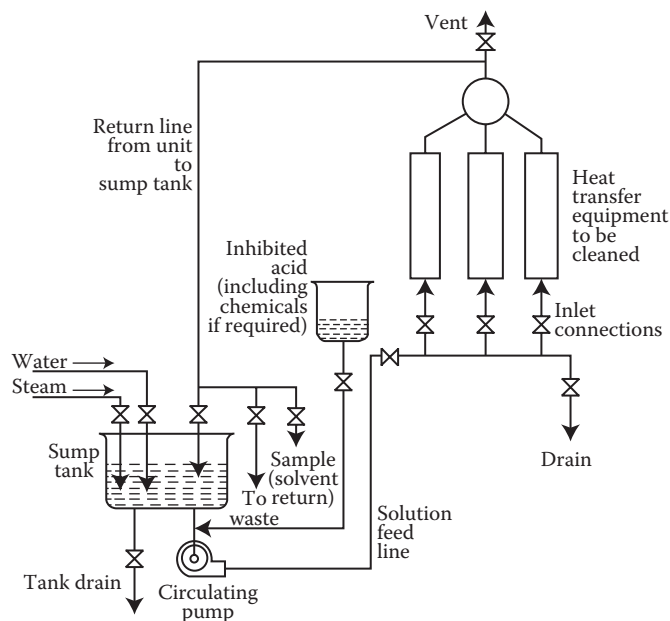 Vent
Return line
from unit
to
sump tank
Heat
transfer
equipment
to be
cleaned
Inhibited
acid
(including
chemicals
if required)
Inlet
connections
Water
Steam
Sump
tank
Sample
(solvent
return)
To
waste
Drain
Solution
feed
line
Tank drain
Circulating
pump